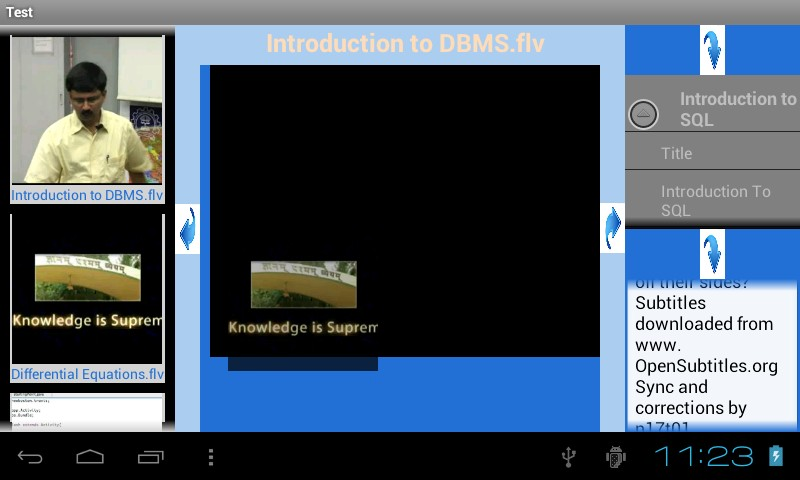 Test
Introduction to DBMS.flv
Introduction to DBMS.flv
Knowledge is Suprem
Differential Equations.flv
Knowledge is Suprem
Introduction to
SQL
Title
Introduction To
SQL
off their sides?
Subtitles
downloaded from
www.
OpenSubtitles.org
Sync and
corrections by
n17t01
11:23